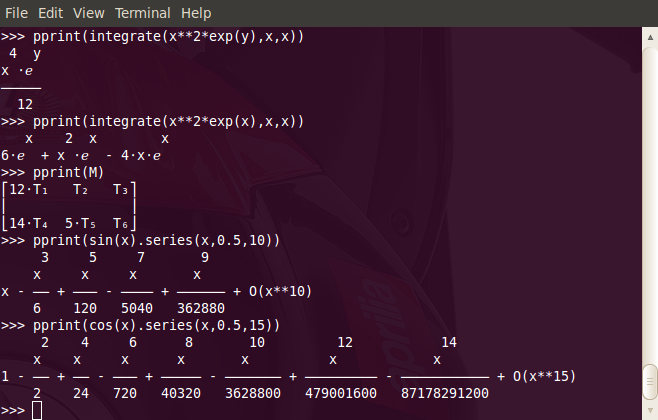 File Edit View Terminal Help
>>> pprint(integrate(x**2*exp(y),x,x))
 4  y
x ·ℯ
─────
  12
>>> pprint(integrate(x**2*exp(x),x,x))
   x    2  x        x
6·ℯ  + x ·ℯ  - 4·x·ℯ
>>> pprint(M)
⎡12·T₁   T₂   T₃⎤
⎢               ⎥
⎣14·T₄  5·T₅  T₆⎦
>>> pprint(sin(x).series(x,0.5,10))
     3     5      7       9
    x     x      x       x
x - ── + ─── - ──── + ────── + O(x**10)
    6    120   5040   362880
>>> pprint(cos(x).series(x,0.5,15))
     2    4     6      8        10         12           14
    x    x     x      x        x          x            x
1 - ── + ── - ─── + ───── - ─────── + ───────── - ─────────── + O(x**15)
    2    24   720   40320   3628800   479001600   87178291200
>>>